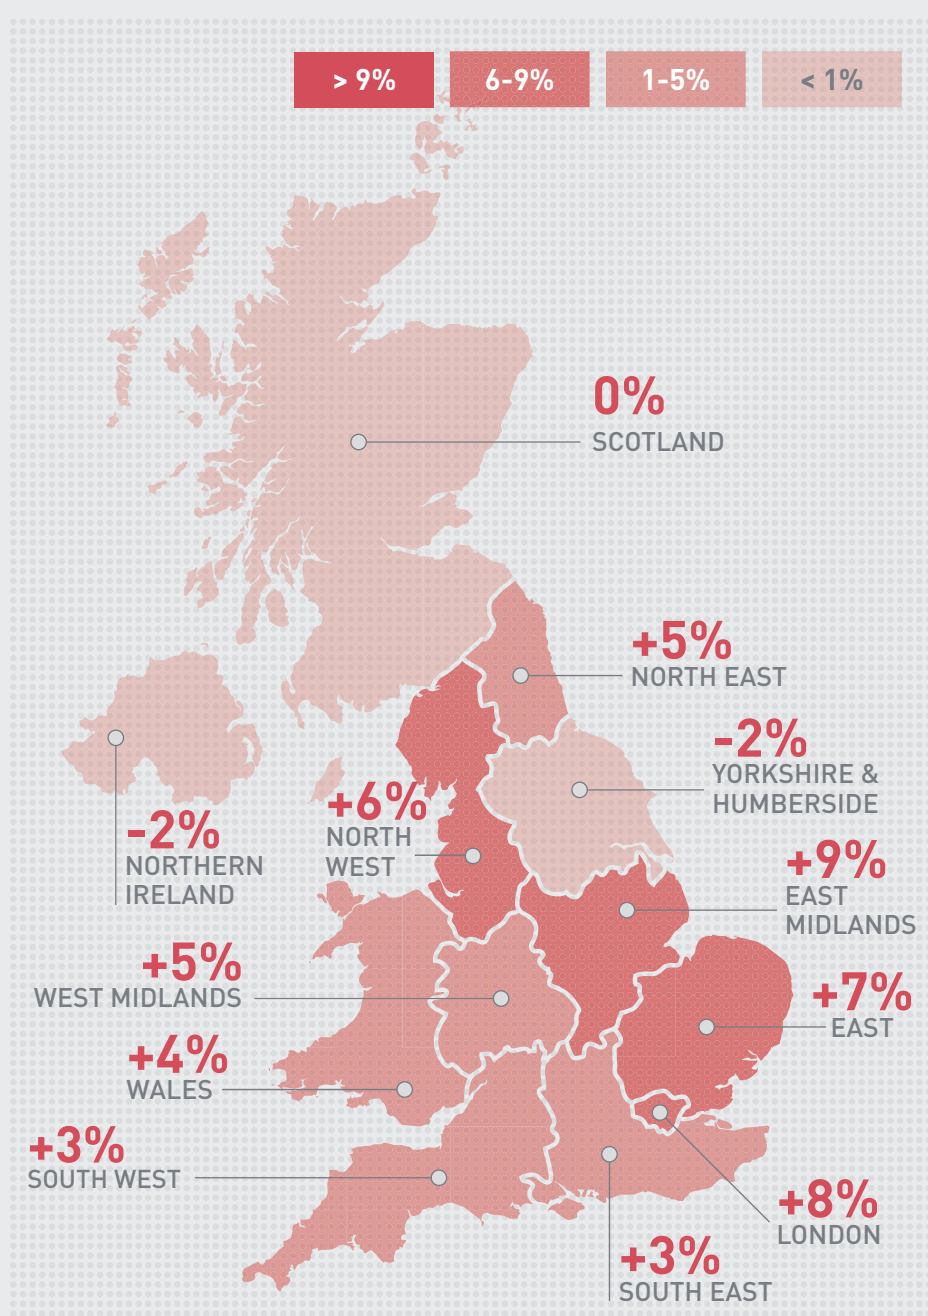 > 9%
6-9%
1-5%
< 1%
0%
SCOTLAND
+5%
NORTH EAST
-2%
YORKSHIRE &
HUMBERSIDE
+6%
NORTH
WEST
-2%
NORTHERN
IRELAND
+9%
EAST
MIDLANDS
+5%
WEST MIDLANDS
+7%
EAST
+4%
WALES
+3%
SOUTH WEST
+8%
LONDON
+3%
SOUTH EAST